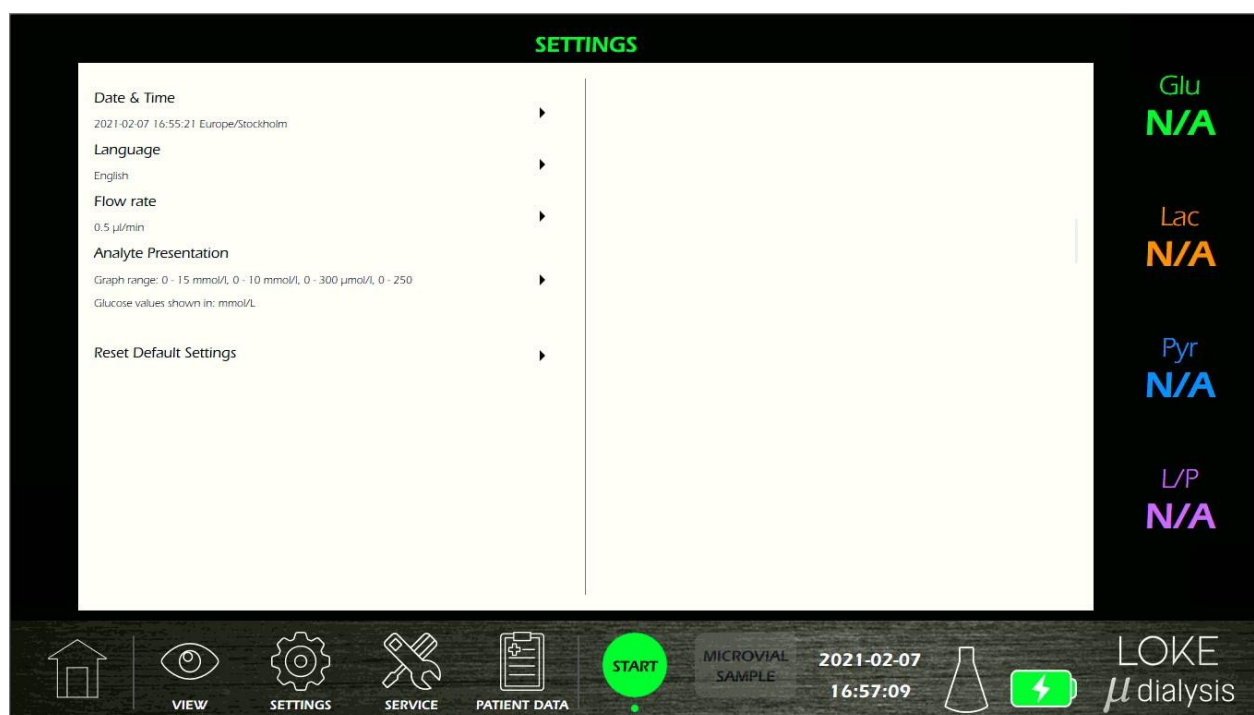 SETTINGS
Date & Time
2021-02-07 16:55:21 Europe/Stockholm
Language
English
Flow rate
0.5 µl/min
Analyte Presentation
Graph range: 0 - 15 mmol/l, 0 - 10 mmol/l, 0 - 300 µmol/l, 0 - 250
Glucose values shown in: mmol/L
Reset Default Settings
Glu
N/A
Lac
N/A
Pyr
N/A
L/P
N/A
VIEW
SETTINGS
SERVICE
PATIENT DATA
START
MICROVIAL
SAMPLE
2021-02-07
16:57:09
LOKE
µ dialysis